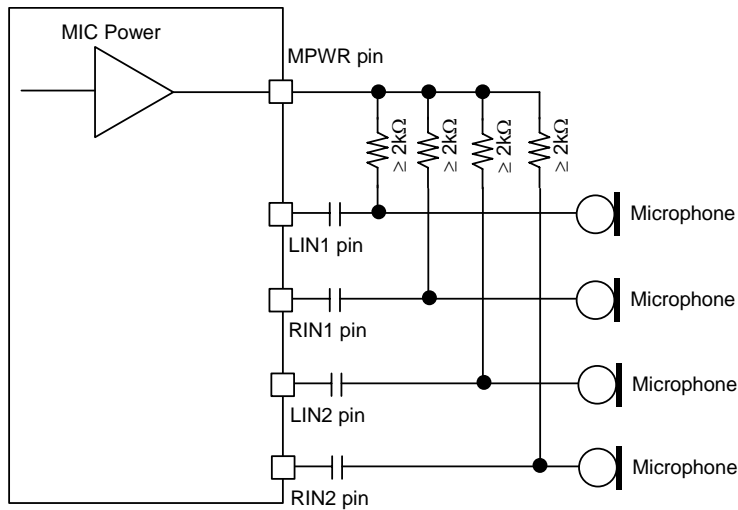 MIC Power
MPWR pin
≥ 2kΩ
≥ 2kΩ
≥ 2kΩ
≥ 2kΩ
Microphone
LIN1 pin
Microphone
RIN1 pin
Microphone
LIN2 pin
Microphone
RIN2 pin